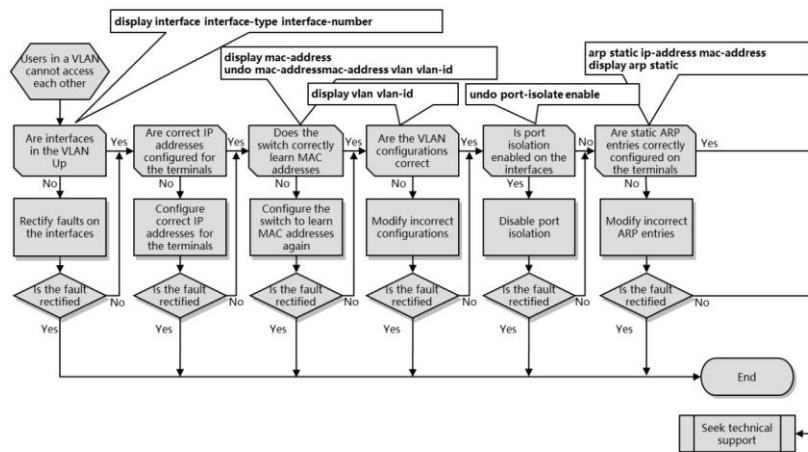 display interface interface-type interface-number
Users in a VLAN
cannot access
each other
display mac-address
undo mac-addressmac-address vlan vlan-id
arp static ip-address mac-address
display arp static
display vlan vlan-id
undo port-isolate enable
Are interfaces
in the VLAN
Up
Yes
Are correct IP
addresses
configured for
the terminals
Yes
Does the
switch correctly
learn MAC
addresses
Yes
Are the VLAN
configurations
correct
Yes
Is port
isolation
enabled on the
interfaces
No
Are static ARP
entries correctly
configured on
the terminals
Yes
No
No
No
No
Yes
No
Rectify faults on
the interfaces
Configure
correct IP
addresses for
the terminals
Configure the
switch to learn
MAC addresses
again
Modify incorrect
configurations
Disable port
isolation
Modify incorrect
ARP entries
Is the fault
rectified
No
Is the fault
rectified
No
Is the fault
rectified
No
Is the fault
rectified
No
Is the fault
rectified
No
Is the fault
rectified
No
Yes
Yes
Yes
Yes
Yes
Yes
End
Seek technical
support